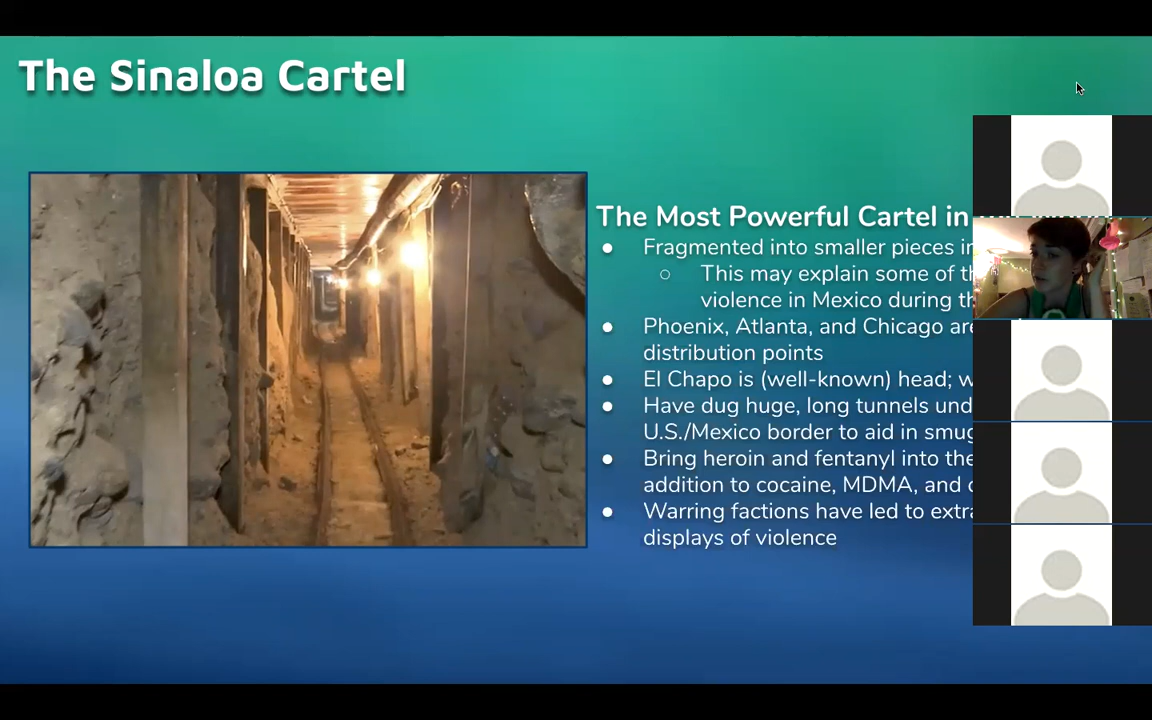 The Sinaloa Cartel
The Most Powerful Cartel in
Fragmented into smaller pieces in
This may explain some of
violence in Mexico during
Phoenix, Atlanta, and Chicago are
distribution points
El Chapo is (well-known) head;
Have dug huge, long tunnels
U.S./Mexico border to aid in
Bring heroin and fentanyl into the
addition to cocaine, MDMA, and
Warring factions have led to
displays of violence